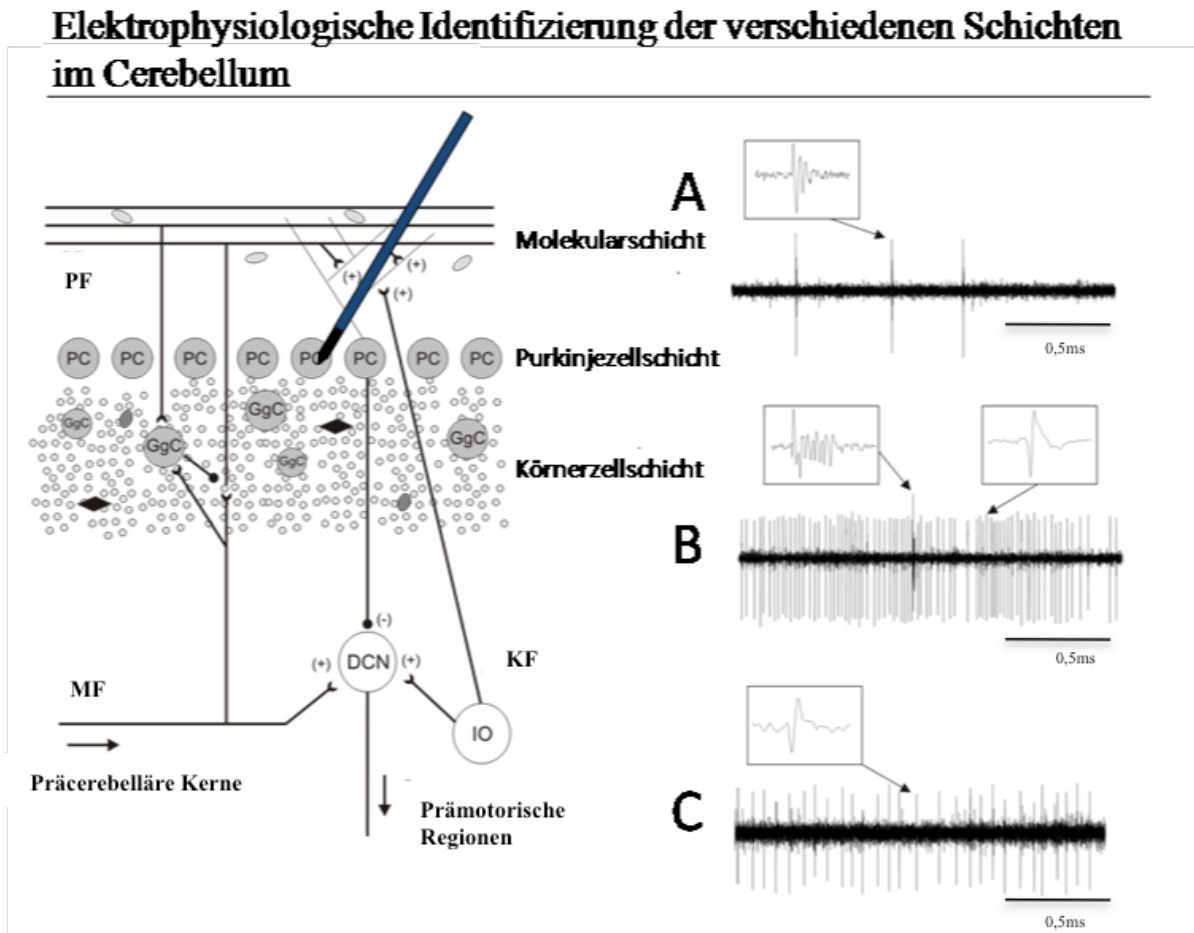 Elektrophysiologische Identifizierung der verschiedenen Schichten
im Cerebellum
PF
(+)
(+)
(+)
Molekularschicht
PC PC PC PC PC PC PC PC
Purkinjezellschicht
GgC
GgC
GgC
GgC
GgC
Körnerzellschicht
(-)
(+) DCN (+)
KF
MF
IO
Präcerebelläre Kerne
Prämotorische
Regionen
A
0,5ms
B
0,5ms
C
0,5ms